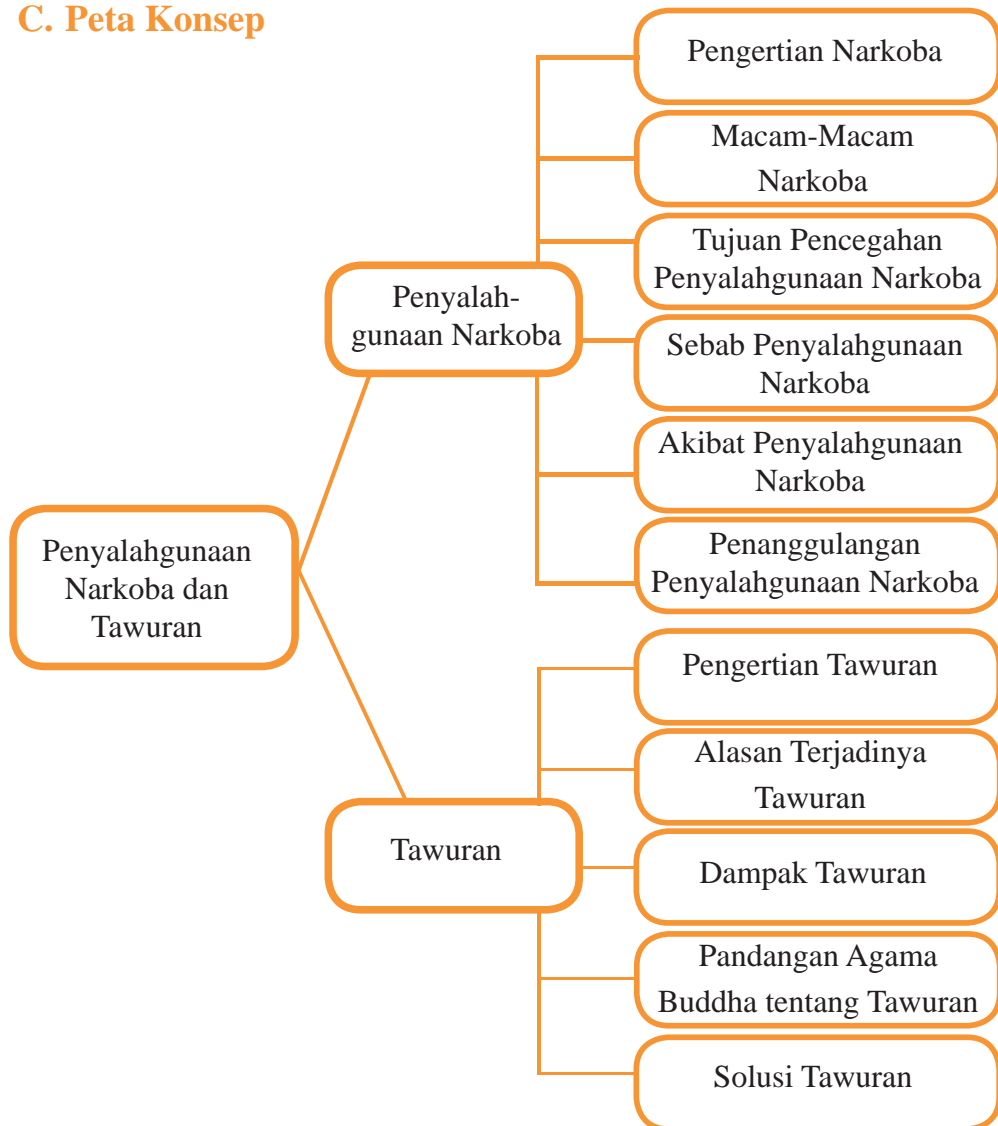 C. Peta Konsep
Pengertian Narkoba
Macam-Macam
Narkoba
Tujuan Pencegahan
Penyalahgunaan Narkoba
Penyalah-
gunaan Narkoba
Sebab Penyalahgunaan
Narkoba
Akibat Penyalahgunaan
Narkoba
Penanggulangan
Penyalahgunaan Narkoba
Penyalahgunaan
Narkoba dan
Tawuran
Pengertian Tawuran
Alasan Terjadinya
Tawuran
Tawuran
Dampak Tawuran
Pandangan Agama
Buddha tentang Tawuran
Solusi Tawuran